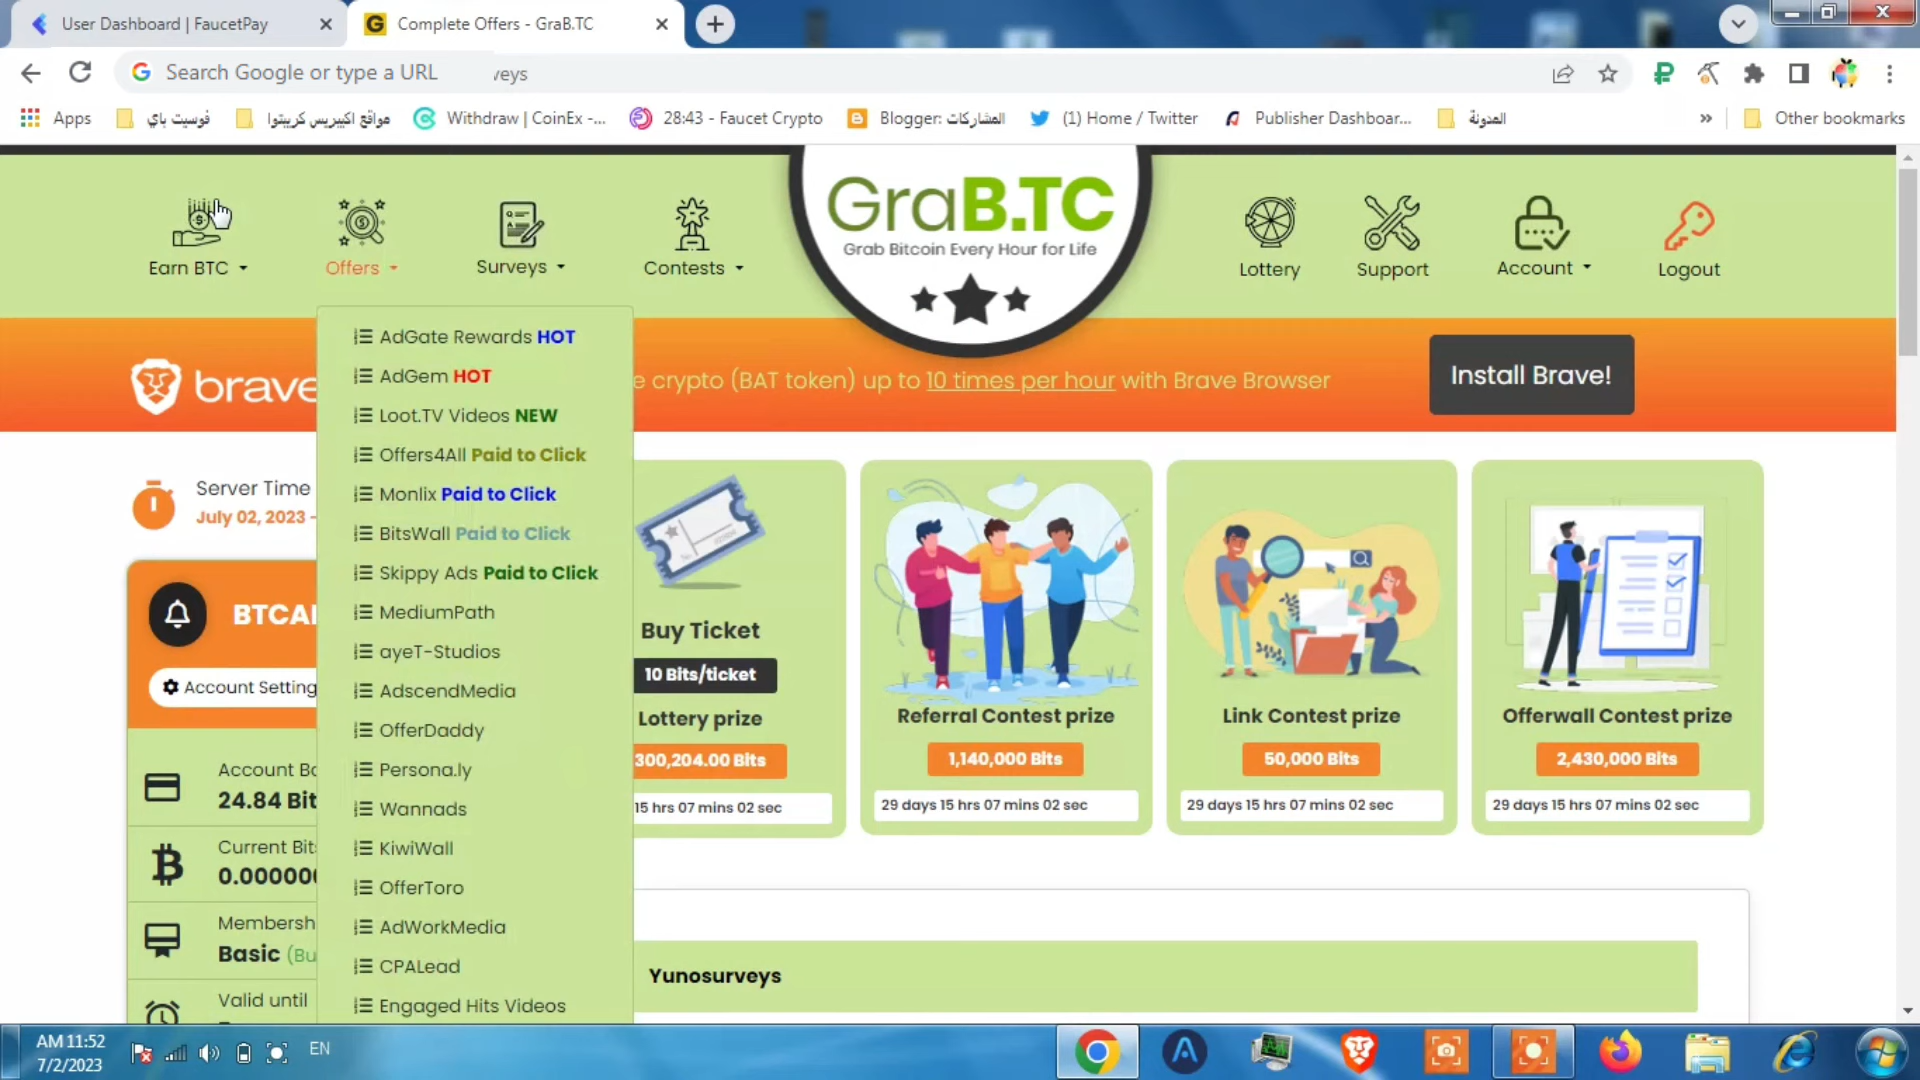 User Dashboard | FaucetPay
Complete Offers - GraB.TC
Search Google or type a URL
veys
Apps
فوسيت باي
مواقع اكبيريس كريبتوا
Withdraw | CoinEx -...
28:43 - Faucet Crypto
Blogger: المشاركات
(1) Home / Twitter
Publisher Dashboar...
المدونة
»
Other bookmarks
Earn BTC
Offers
Surveys
Contests
GraB.TC
Grab Bitcoin Every Hour for Life
Lottery
Support
Account
Logout
brave
e crypto (BAT token) up to 10 times per hour with Brave Browser
Install Brave!
AdGate Rewards HOT
AdGem HOT
Loot.TV Videos NEW
Offers4All Paid to Click
Monlix Paid to Click
BitsWall Paid to Click
Skippy Ads Paid to Click
MediumPath
ayeT-Studios
AdscendMedia
OfferDaddy
Persona.ly
Wannads
KiwiWall
OfferToro
AdWorkMedia
CPALead
Engaged Hits Videos
Server Time
July 02, 2023 -
BTCA
Account Setting
Account Ba
24.84 Bit
Current Bit
0.000000
Membersh
Basic (Bu
Valid until
Buy Ticket
10 Bits/ticket
Lottery prize
300,204.00 Bits
15 hrs 07 mins 02 sec
Referral Contest prize
1,140,000 Bits
29 days 15 hrs 07 mins 02 sec
Link Contest prize
50,000 Bits
29 days 15 hrs 07 mins 02 sec
Offerwall Contest prize
2,430,000 Bits
29 days 15 hrs 07 mins 02 sec
Yunosurveys
AM 11:52
7/2/2023
EN